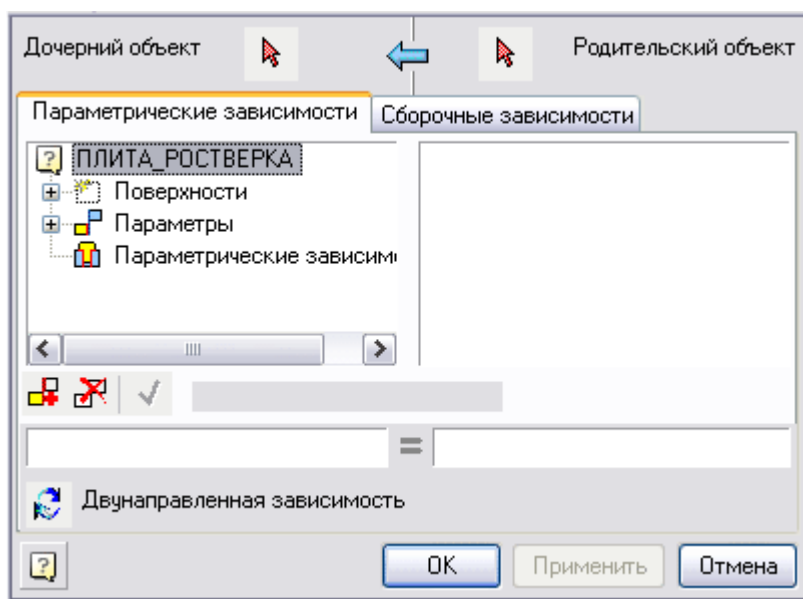 Дочерний объект Родительский объект
Параметрические зависимости Сборочные зависимости
ПЛИТА_РОСТВЕРКА
Поверхности
Параметры
Параметрические зависим
=
Двунаправленная зависимость
OK Применить Отмена